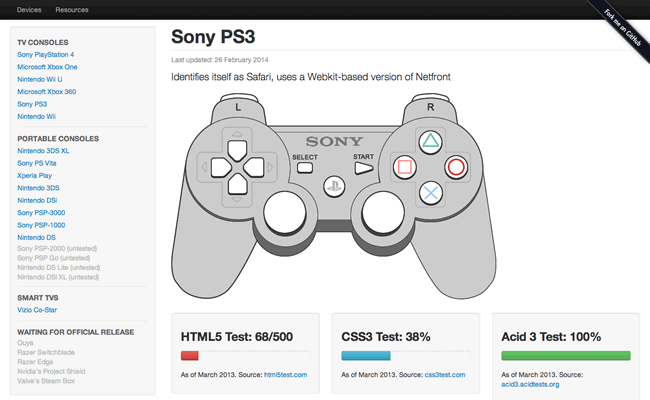 Devices Resources
Fork me on GitHub
TV CONSOLES
Sony PlayStation 4
Microsoft Xbox One
Nintendo Wii U
Microsoft Xbox 360
Sony PS3
Nintendo Wii
PORTABLE CONSOLES
Nintendo 3DS XL
Sony PS Vita
Xperia Play
Nintendo 3DS
Nintendo DSi
Sony PSP-3000
Sony PSP-1000
Nintendo DS
Sony PSP-2000 (untested)
Sony PSP Go (untested)
Nintendo DS Lite (untested)
Nintendo DSi XL (untested)
SMART TVS
Vizio Co-Star
WAITING FOR OFFICIAL RELEASE
Ouya
Razer Switchblade
Razer Edge
Nvidia's Project Shield
Valve's Steam Box
Sony PS3
Last updated: 26 February 2014
Identifies itself as Safari, uses a Webkit-based version of Netfront
L R
SONY
SELECT START
HTML5 Test: 68/500
As of March 2013. Source: html5test.com
CSS3 Test: 38%
As of March 2013. Source: css3test.com
Acid 3 Test: 100%
As of March 2013. Source:
acid3.acidtests.org